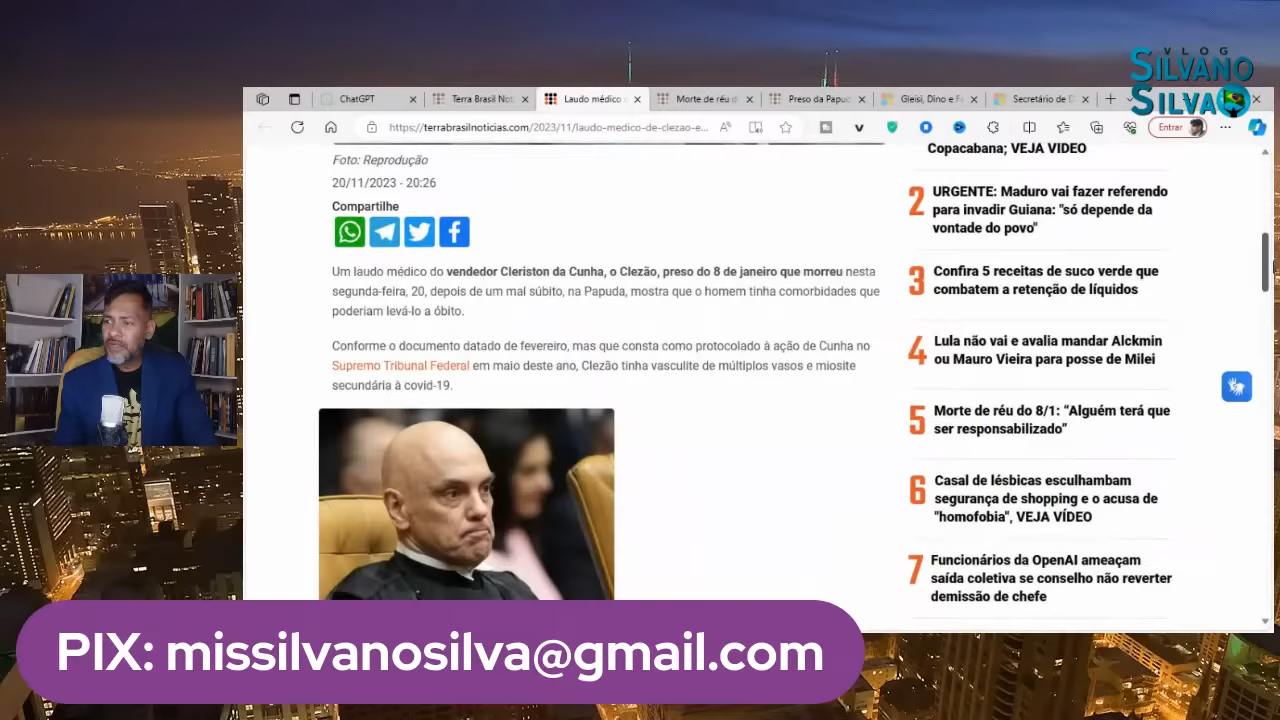 VLOG
SILVANO
SILVA
ChatGPT
Terra Brasil Not
Laudo médico
Morte de réu d
Preso da Papud
Gleisi, Dino e F
Secretário de D
https://terrabrasilnoticias.com/2023/11/laudo-medico-de-clezao-e...
Entrar
Foto: Reprodução
20/11/2023 - 20:26
Compartilhe
Um laudo médico do vendedor Cleriston da Cunha, o Clezão, preso do 8 de janeiro que morreu nesta
segunda-feira, 20, depois de um mal súbito, na Papuda, mostra que o homem tinha comorbidades que
poderiam levá-lo a óbito.
Conforme o documento datado de fevereiro, mas que consta como protocolado à ação de Cunha no
Supremo Tribunal Federal em maio deste ano, Clezão tinha vasculite de múltiplos vasos e miosite
secundária à covid-19.
Copacabana; VEJA VIDEO
2 URGENTE: Maduro vai fazer referendo
para invadir Guiana: "só depende da
vontade do povo"
3 Confira 5 receitas de suco verde que
combatem a retenção de líquidos
4 Lula não vai e avalia mandar Alckmin
ou Mauro Vieira para posse de Milei
5 Morte de réu do 8/1: “Alguém terá que
ser responsabilizado”
6 Casal de lésbicas esculhambam
segurança de shopping e o acusa de
"homofobia", VEJA VÍDEO
7 Funcionários da OpenAI ameaçam
saída coletiva se conselho não reverter
demissão de chefe
PIX: missilvanosilva@gmail.com